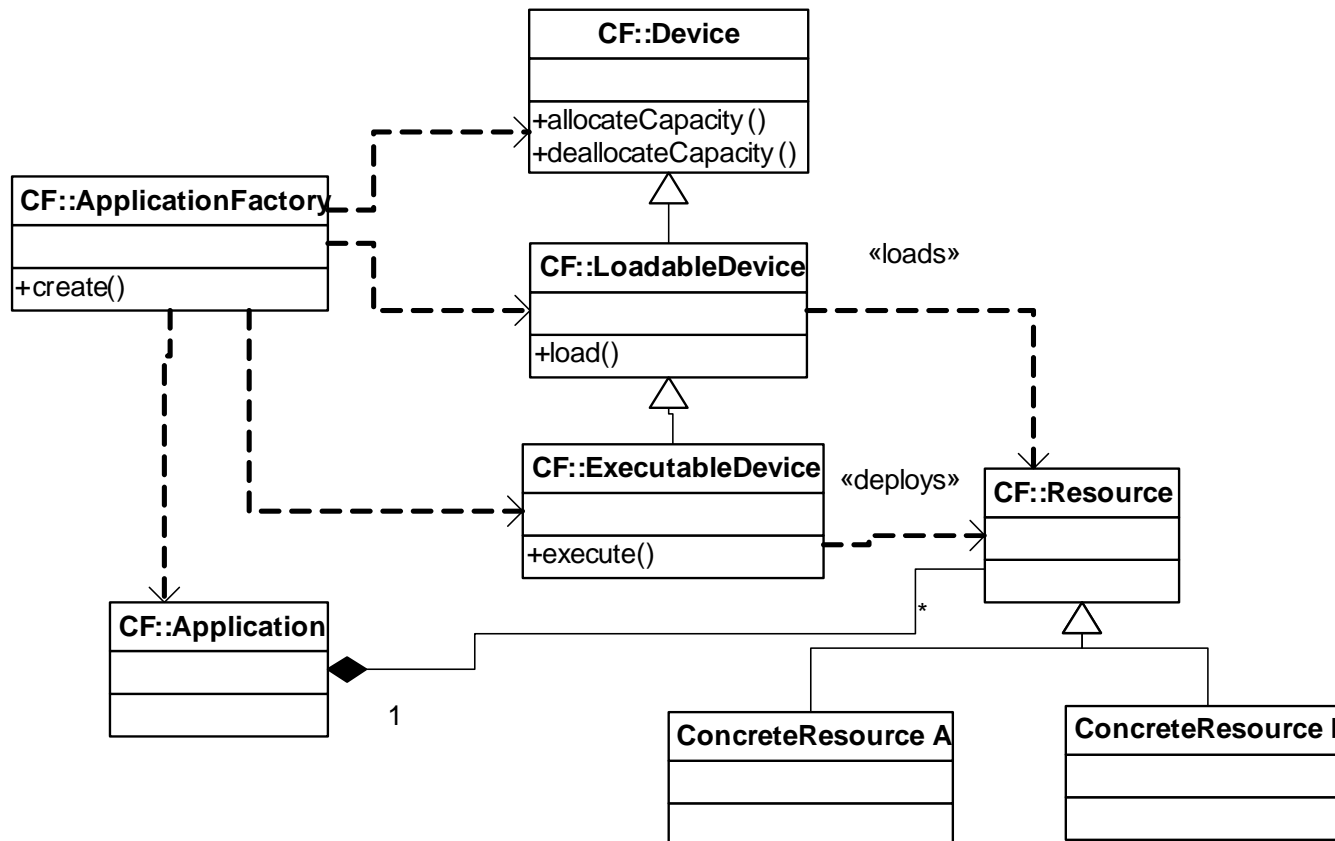 CF::Device
+allocateCapacity()
+deallocateCapacity()
CF::ApplicationFactory
+create()
CF::LoadableDevice
+load()
«loads»
CF::ExecutableDevice
+execute()
«deploys»
CF::Resource
*
CF::Application
1
ConcreteResource A
ConcreteResource